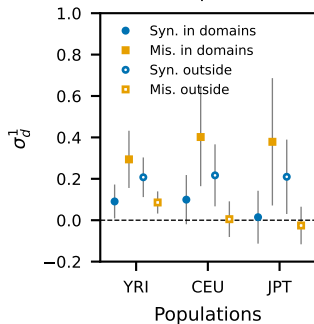 1.0
0.8
0.6
0.4
0.2
0.0
−0.2
σ_d^1
Syn. in domains
Mis. in domains
Syn. outside
Mis. outside
YRI CEU JPT
Populations